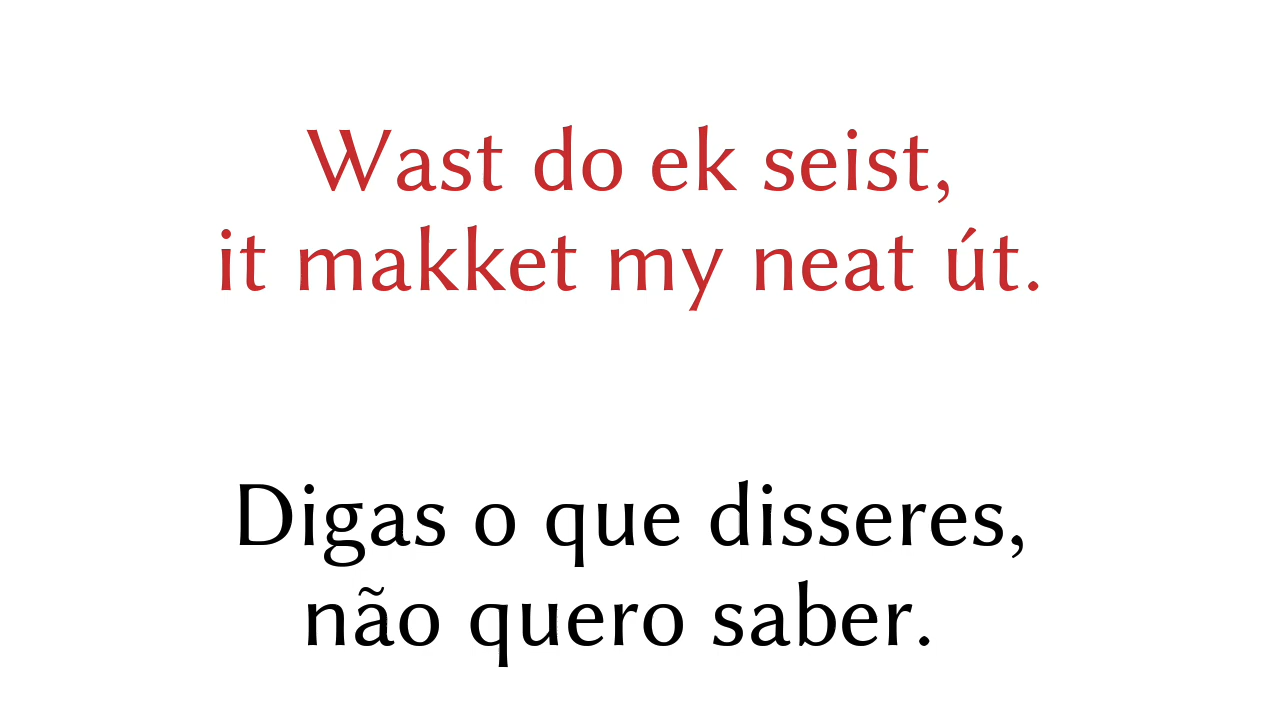 Wast do ek seist,
it makket my neat út.
Digas o que disseres,
não quero saber.